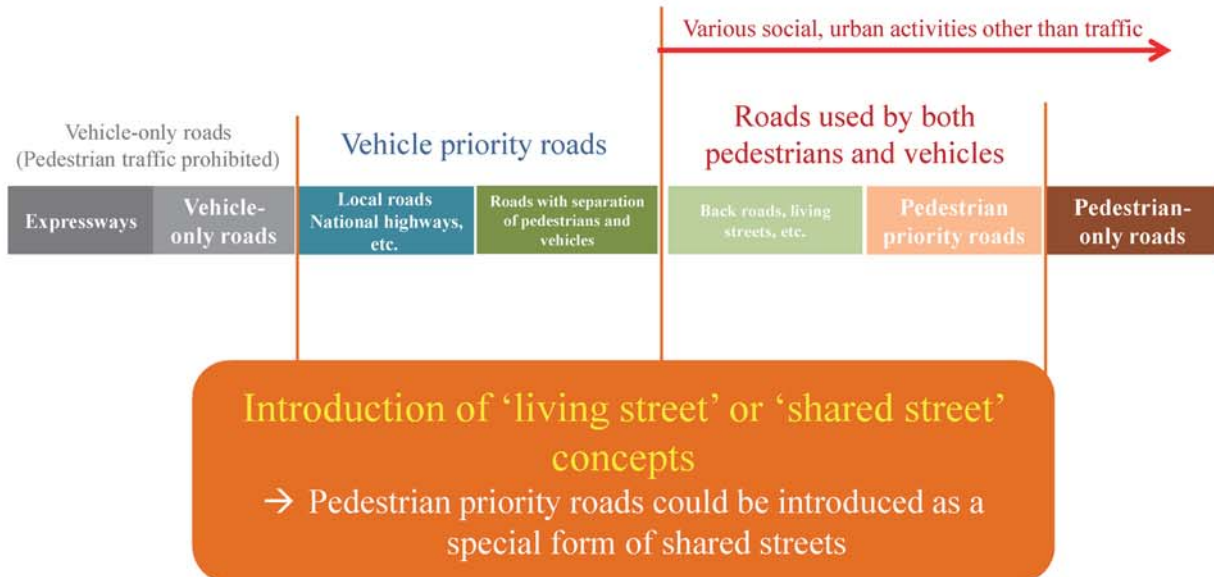 Various social, urban activities other than traffic
Vehicle-only roads
(Pedestrian traffic prohibited)
Vehicle priority roads
Roads used by both
pedestrians and vehicles
Expressways
Vehicle-
only roads
Local roads
National highways,
etc.
Roads with separation
of pedestrians and
vehicles
Back roads, living
streets, etc.
Pedestrian
priority roads
Pedestrian-
only roads
Introduction of ‘living street’ or ‘shared street’
concepts
→ Pedestrian priority roads could be introduced as a
special form of shared streets